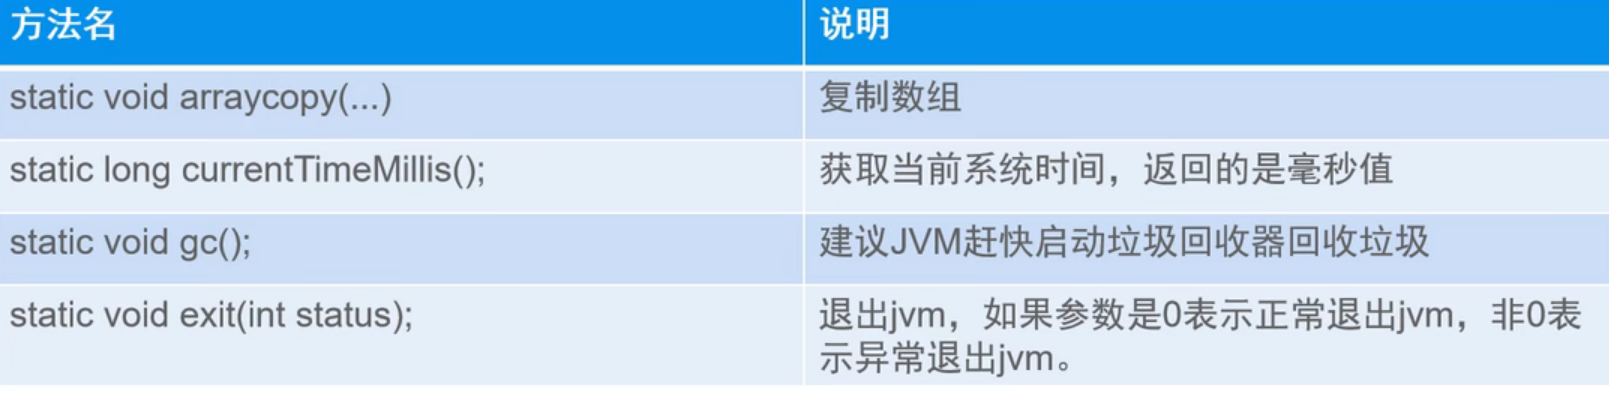 方法名 说明
static void arraycopy(...) 复制数组
static long currentTimeMillis(); 获取当前系统时间，返回的是毫秒值
static void gc(); 建议JVM赶快启动垃圾回收器回收垃圾
static void exit(int status); 退出jvm，如果参数是0表示正常退出jvm，非0表
示异常退出jvm。